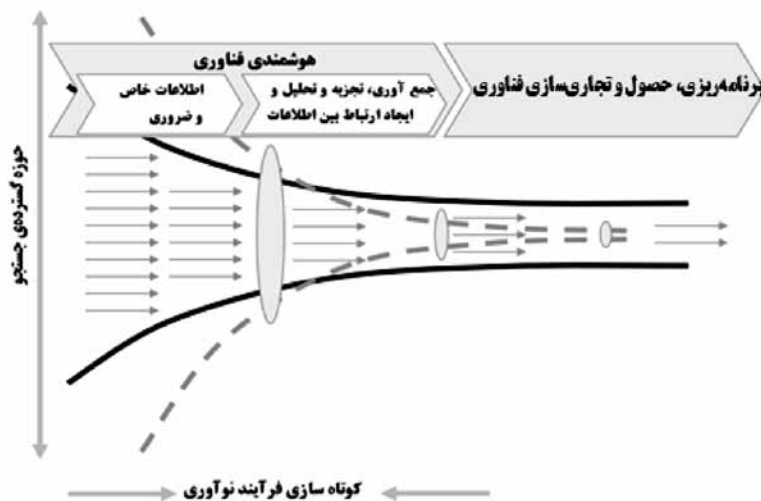 هوشمندی فناوری
برنامه‌ریزی، حصول و تجاری‌سازی فناوری
اطلاعات خاص
و ضروری
جمع آوری، تجزیه و تحلیل و
ایجاد ارتباط بین اطلاعات
حوزه گسترده‌ی جستجو
کوتاه سازی فرآیند نوآوری